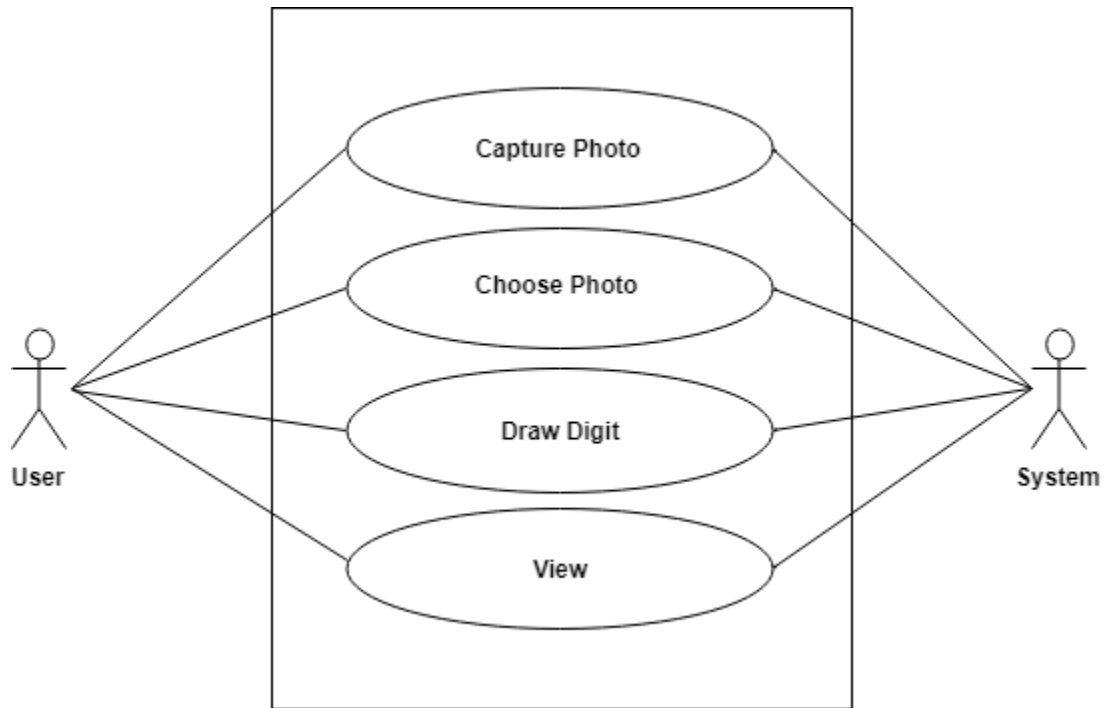 Capture Photo
Choose Photo
Draw Digit
View
User
System